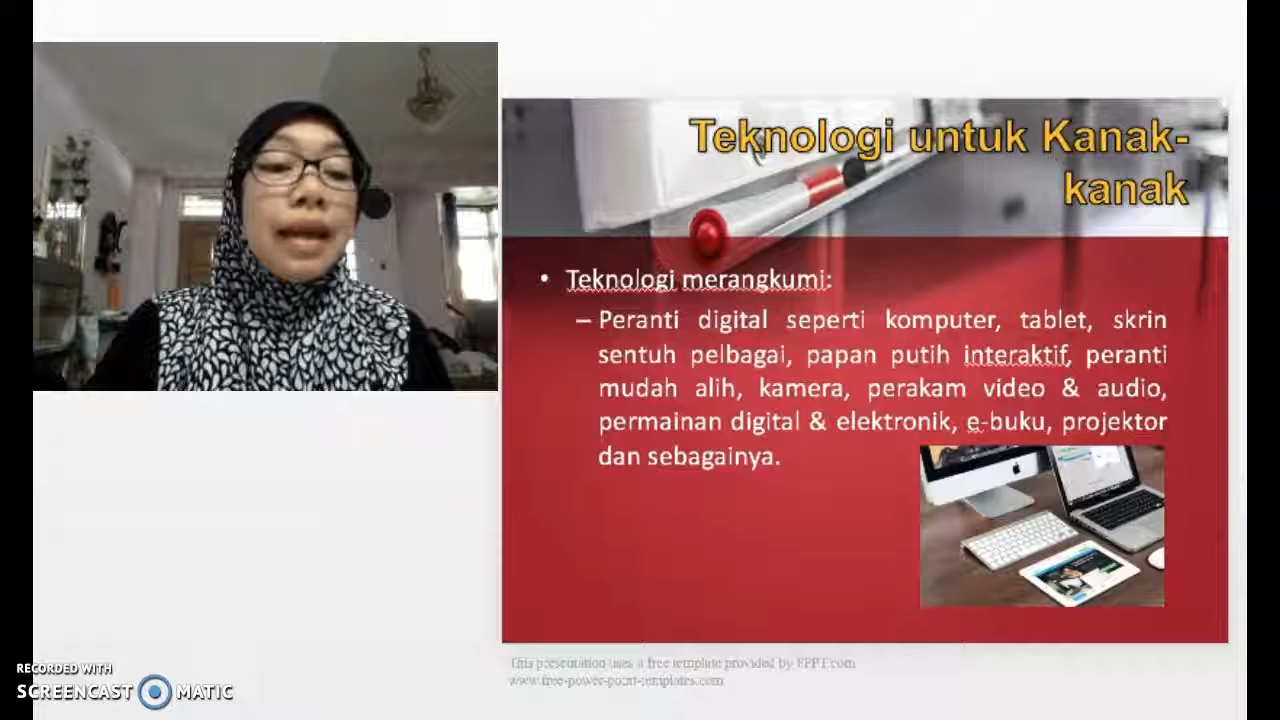 Teknologi untuk Kanak-
kanak
• Teknologi merangkumi:
– Peranti digital seperti komputer, tablet, skrin
sentuh pelbagai, papan putih interaktif, peranti
mudah alih, kamera, perakam video & audio,
permainan digital & elektronik, e-buku, projektor
dan sebagainya.
This presentation uses a free template provided by FPPT.com
www.free-power-point-templates.com
RECORDED WITH
SCREENCAST MATIC